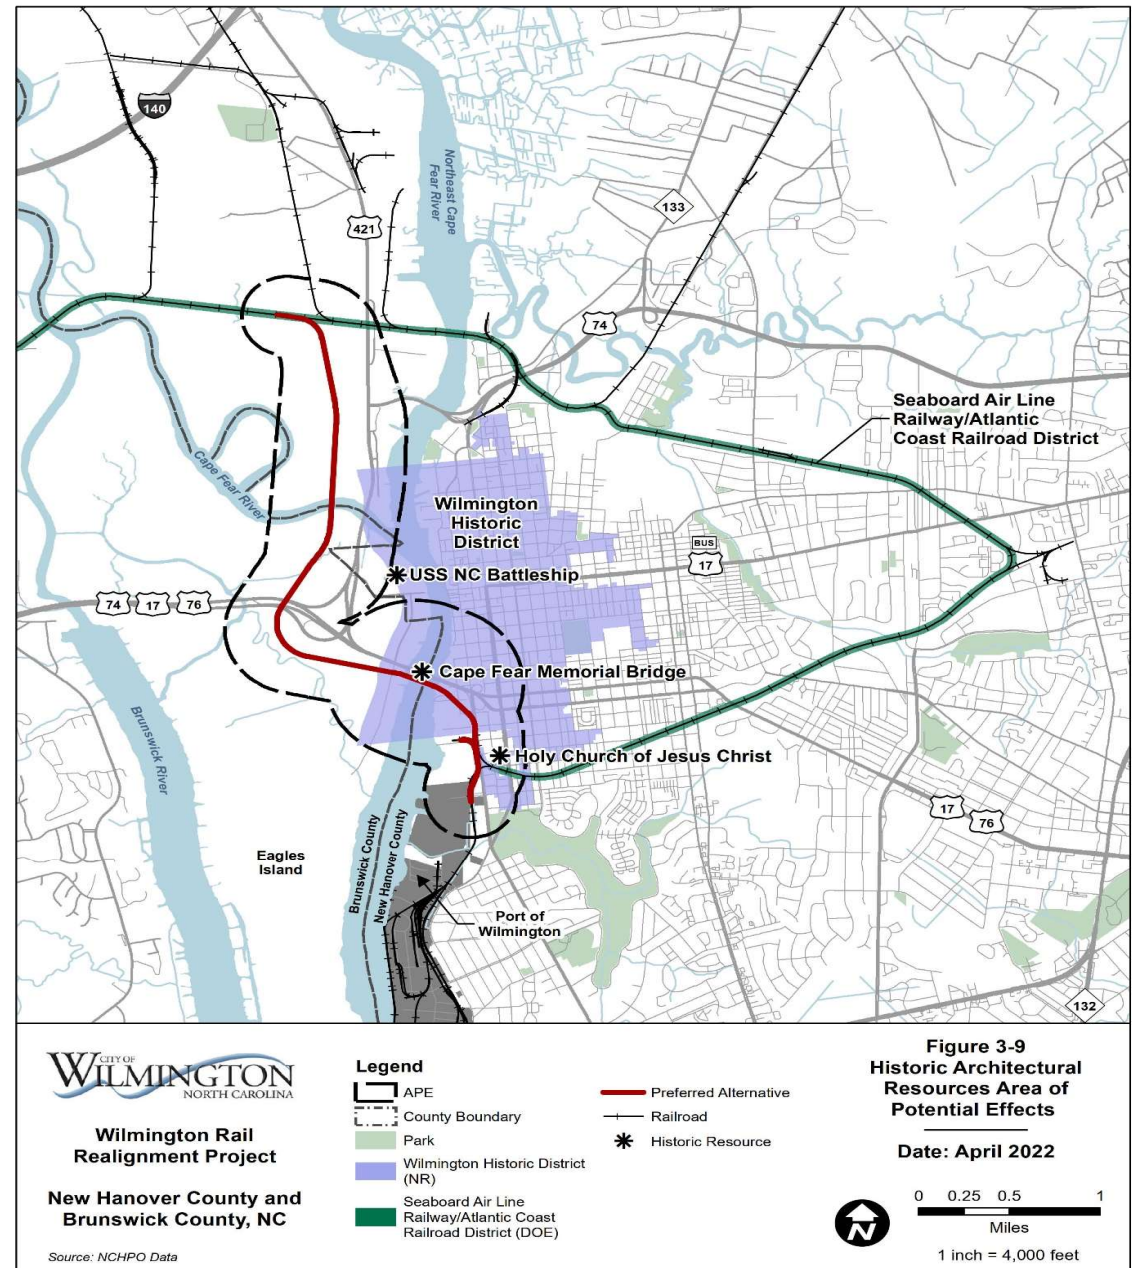 140
Northeast Cape
Fear River
421
133
74
Seaboard Air Line
Railway/Atlantic
Coast Railroad District
Cape Fear River
Wilmington
Historic
District
BUS
17
USS NC Battleship
74 17 76
Cape Fear Memorial Bridge
Brunswick River
Holy Church of Jesus Christ
17
76
Eagles
Island
Brunswick County
New Hanover County
Port of
Wilmington
132
CITY OF
WILMINGTON
NORTH CAROLINA
Wilmington Rail
Realignment Project
New Hanover County and
Brunswick County, NC
Source: NCHPO Data
Legend
APE
County Boundary
Park
Wilmington Historic District
(NR)
Seaboard Air Line
Railway/Atlantic Coast
Railroad District (DOE)
Preferred Alternative
Railroad
Historic Resource
Figure 3-9
Historic Architectural
Resources Area of
Potential Effects
Date: April 2022
N
0 0.25 0.5 1
Miles
1 inch = 4,000 feet